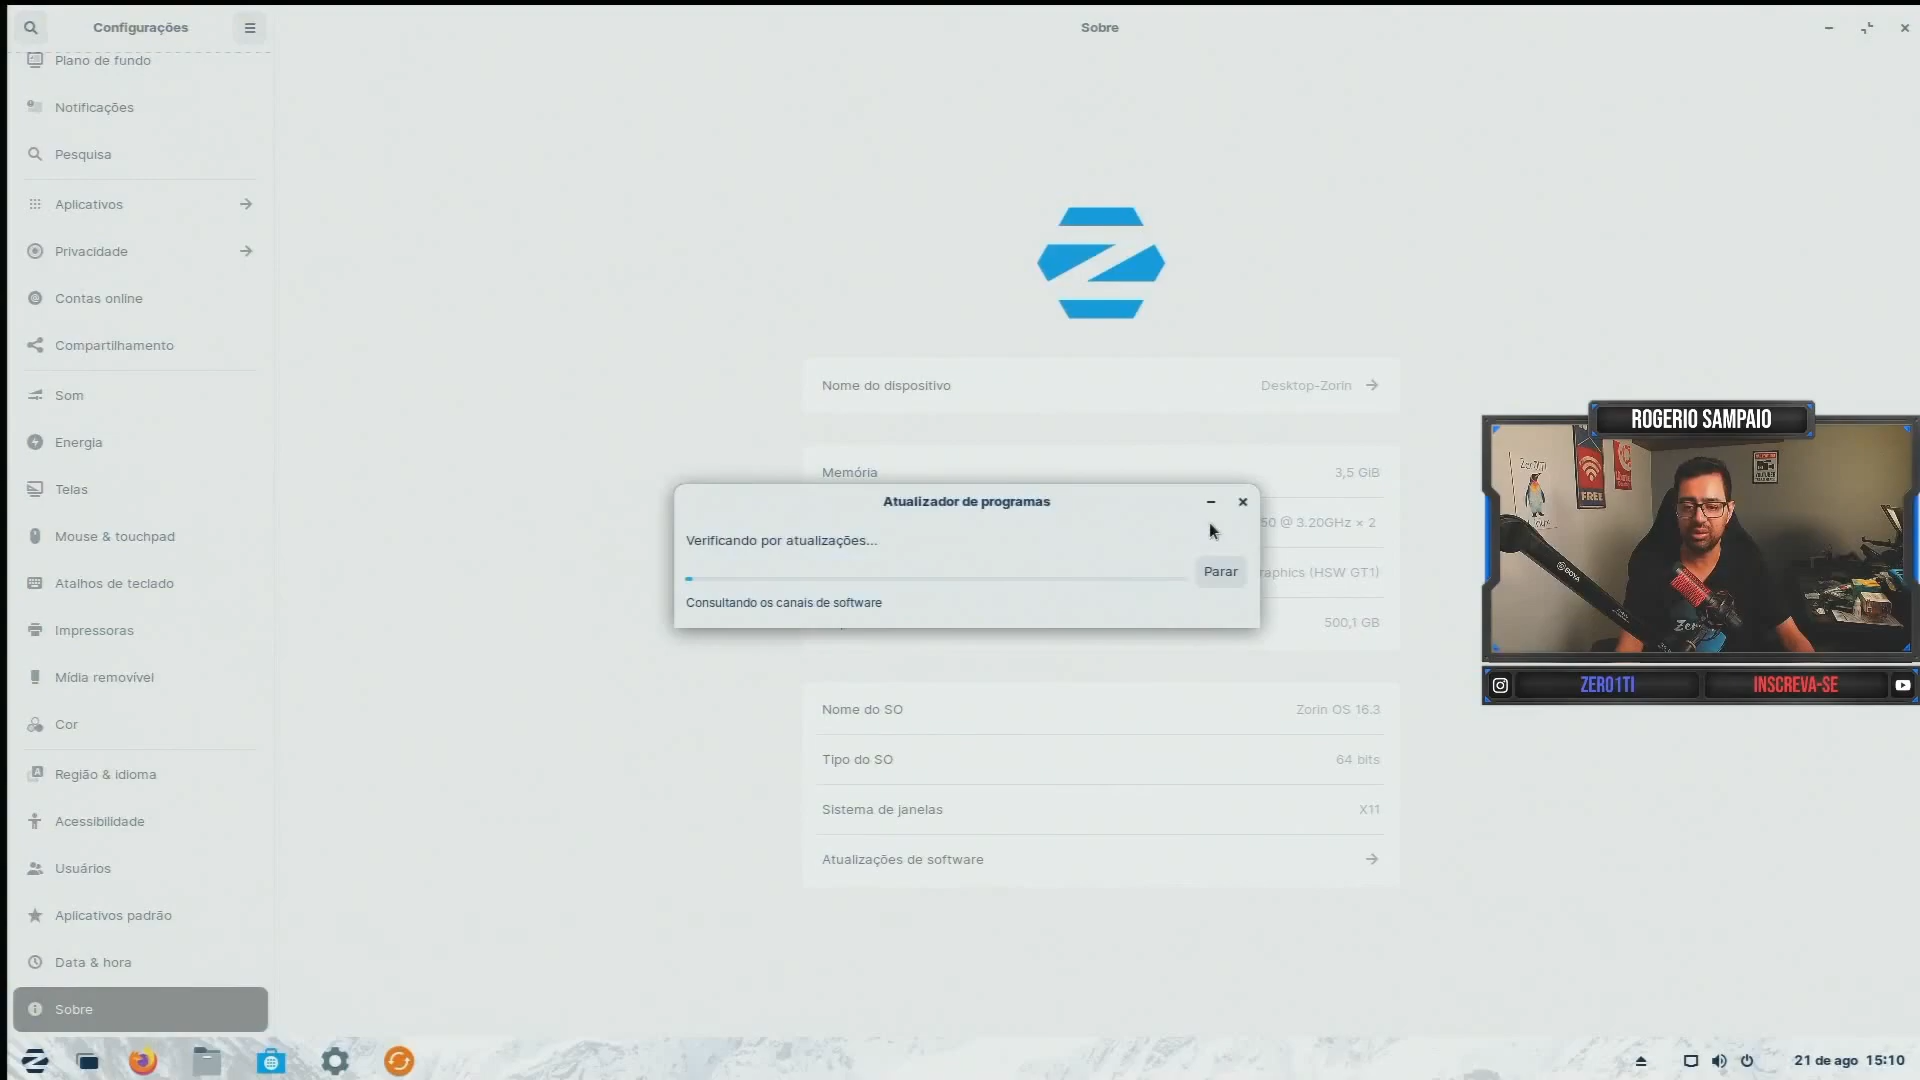 Configurações
Sobre
Plano de fundo
Notificações
Pesquisa
Aplicativos
Privacidade
Contas online
Compartilhamento
Som
Energia
Telas
Mouse & touchpad
Atalhos de teclado
Impressoras
Mídia removível
Cor
Região & idioma
Acessibilidade
Usuários
Aplicativos padrão
Data & hora
Sobre
Nome do dispositivo
Desktop-Zorin
Memória
3,5 GiB
50 @ 3.20GHz × 2
raphics (HSW GT1)
500,1 GB
Atualizador de programas
Verificando por atualizações...
Parar
Consultando os canais de software
Nome do SO
Zorin OS 16.3
Tipo do SO
64 bits
Sistema de janelas
X11
Atualizações de software
ROGERIO SAMPAIO
Zer1Ti
FREE
BOYA
Zer
ZERO1TI
INSCREVA-SE
21 de ago 15:10